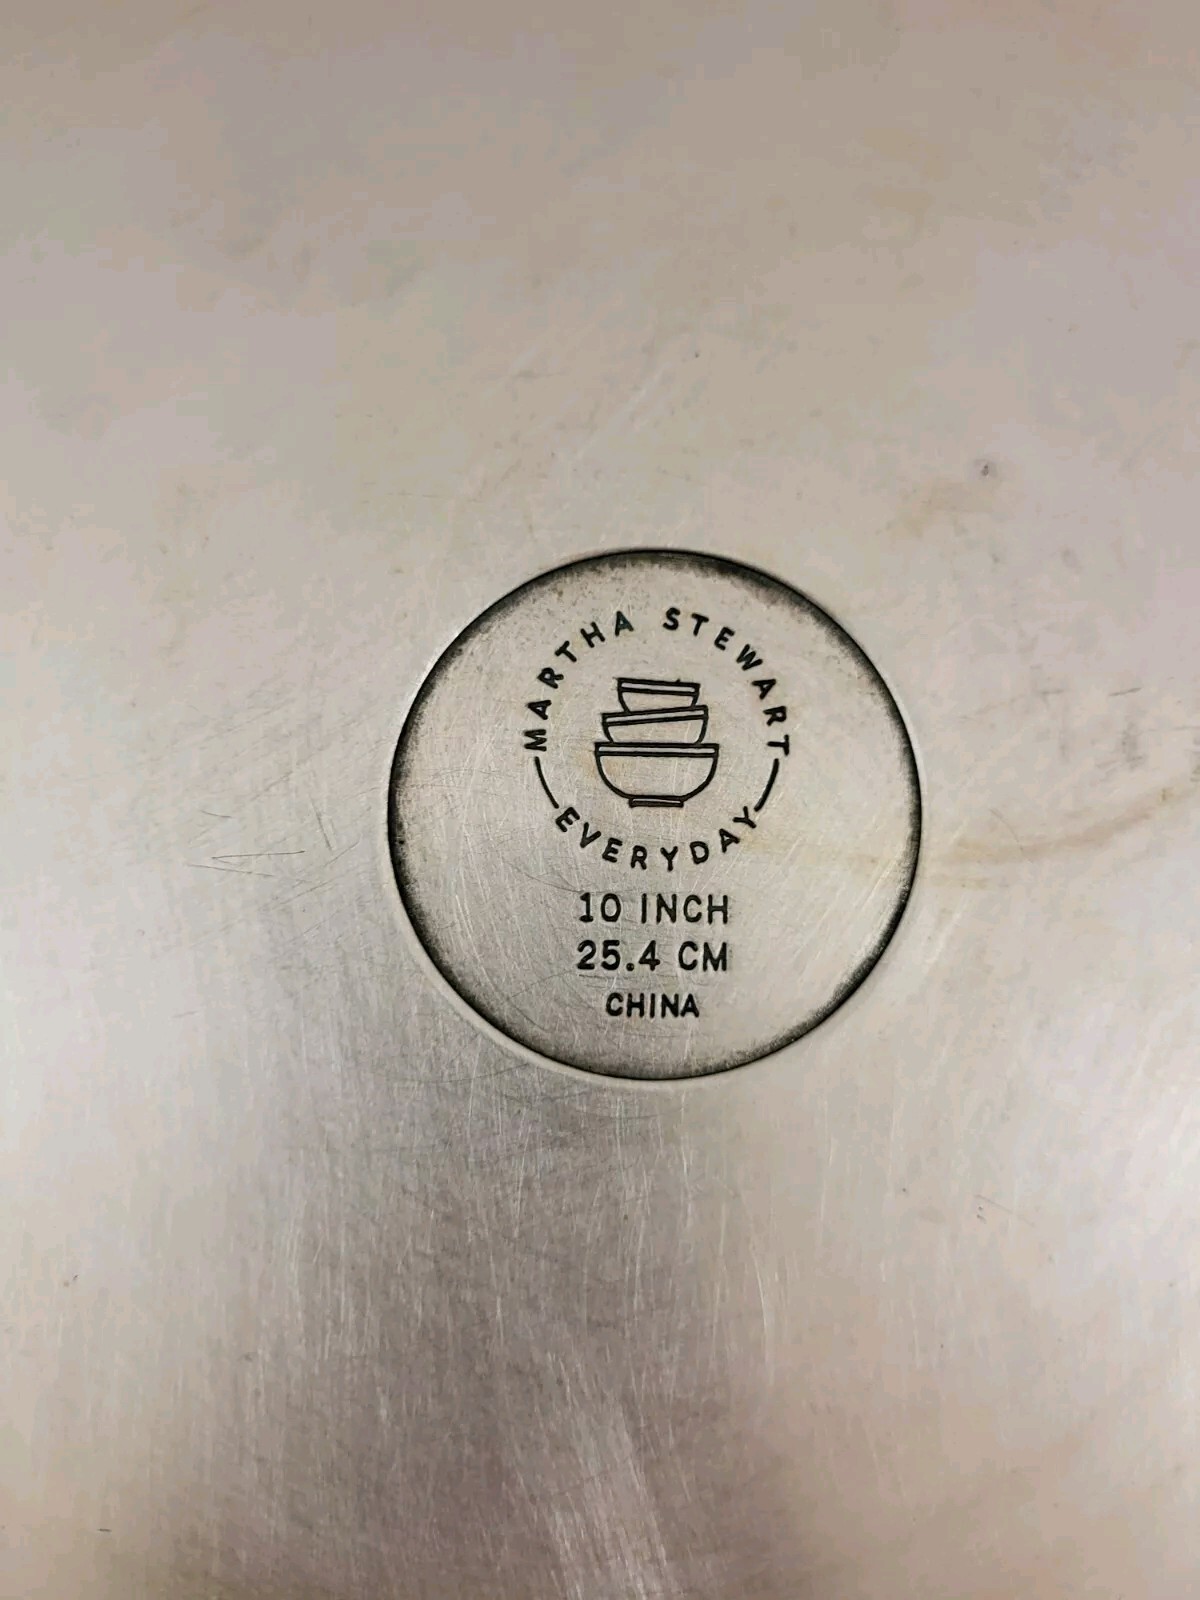 MARTHA STEWART
EVERYDAY
10 INCH
25.4 CM
CHINA